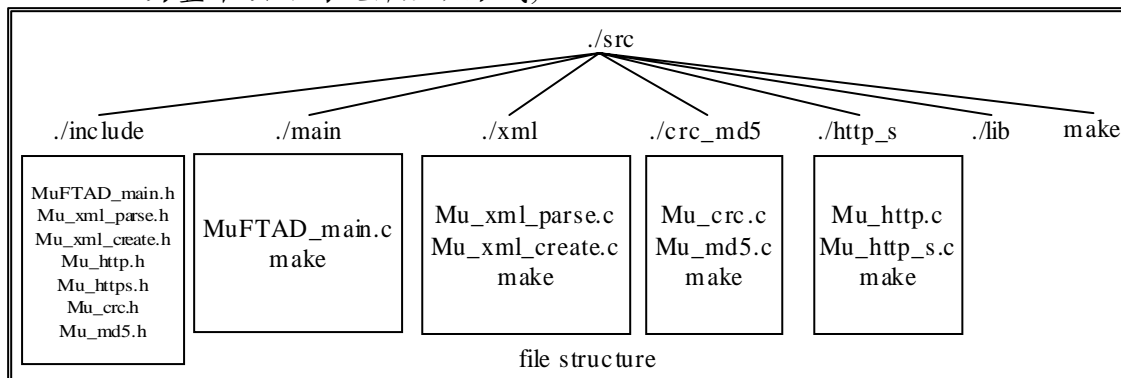 ./src
./include ./main ./xml ./crc_md5 ./http_s ./lib make
MuFTAD_main.h
Mu_xml_parse.h
Mu_xml_create.h
Mu_http.h
Mu_https.h
Mu_crc.h
Mu_md5.h
MuFTAD_main.c
make
Mu_xml_parse.c
Mu_xml_create.c
make
Mu_crc.c
Mu_md5.c
make
Mu_http.c
Mu_http_s.c
make
file structure